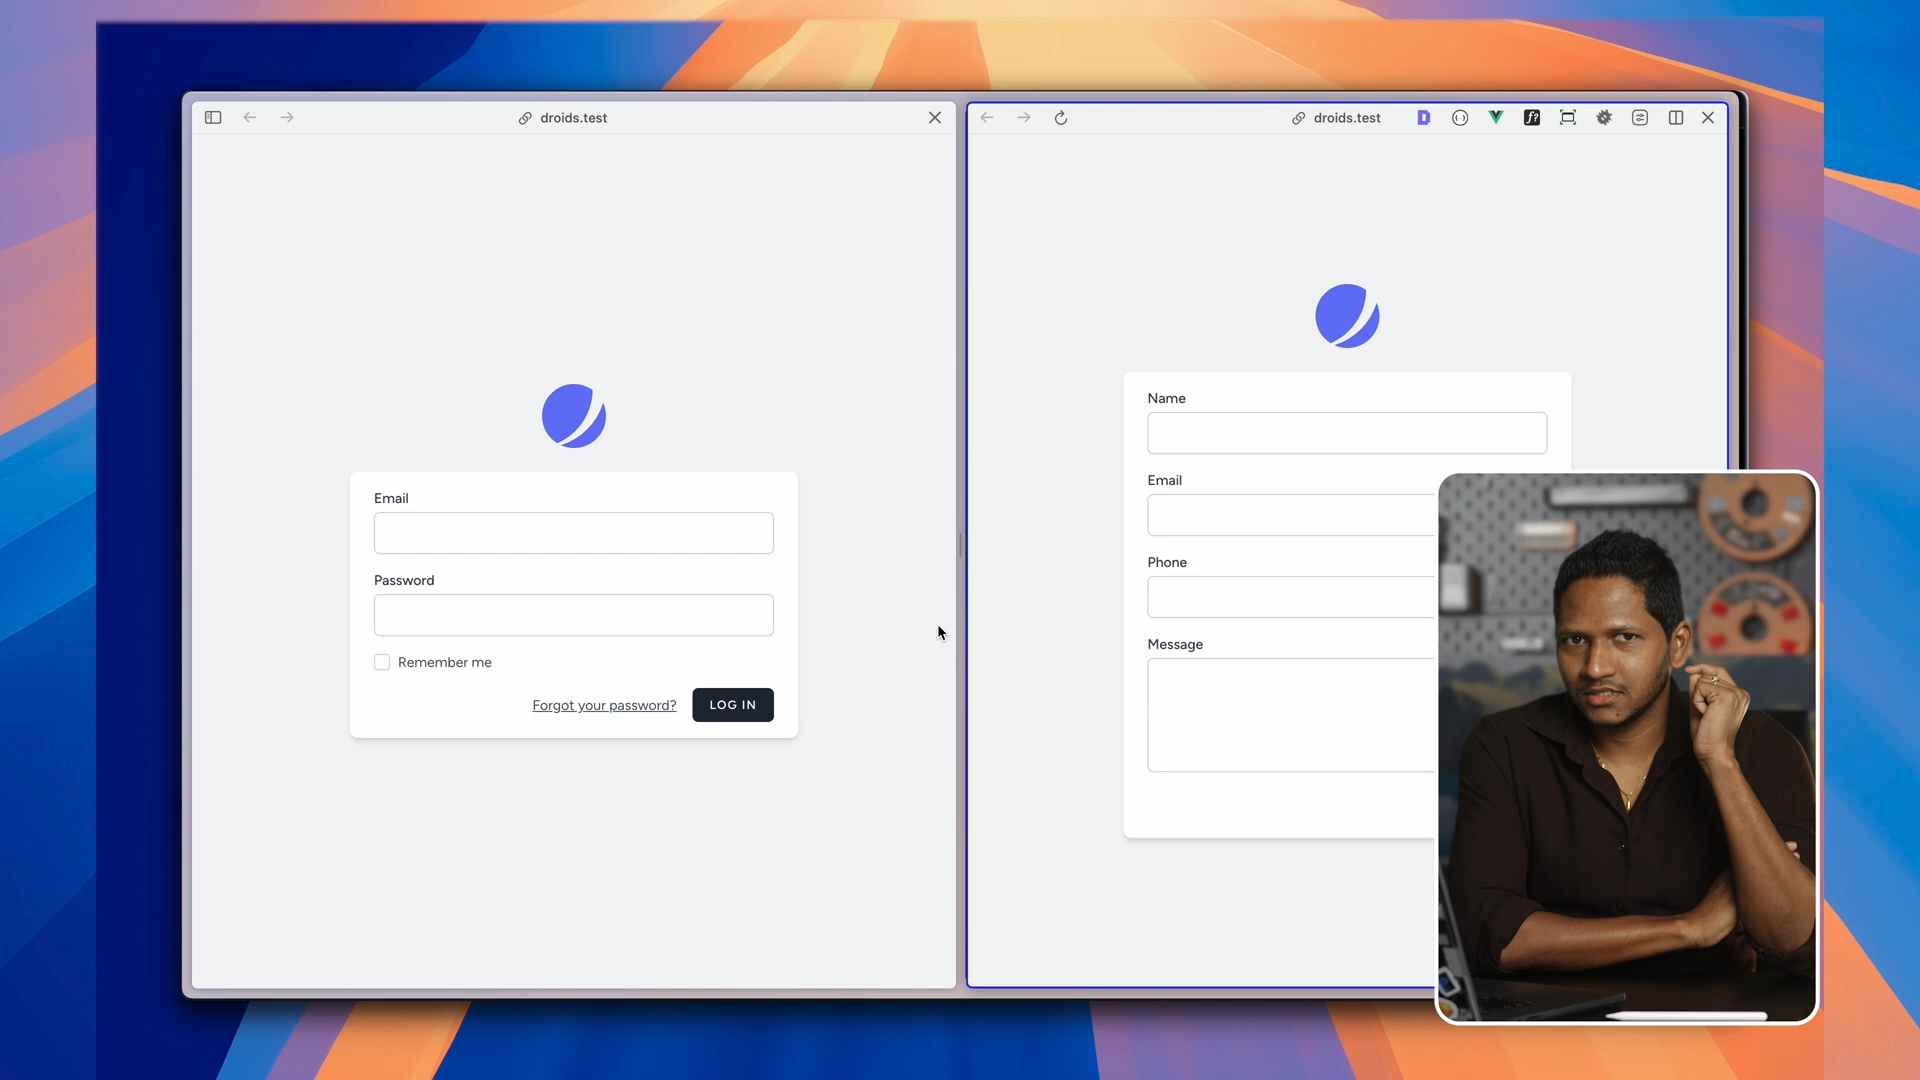 droids.test
Email
Password
Remember me
Forgot your password?
LOG IN
droids.test
D
f?
Name
Email
Phone
Message